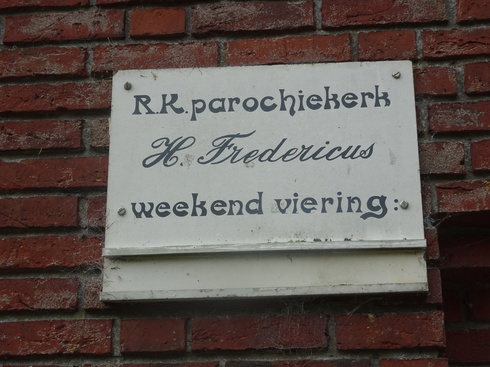 R.K. parochiekerk
H. Fredericus
weekend viering: